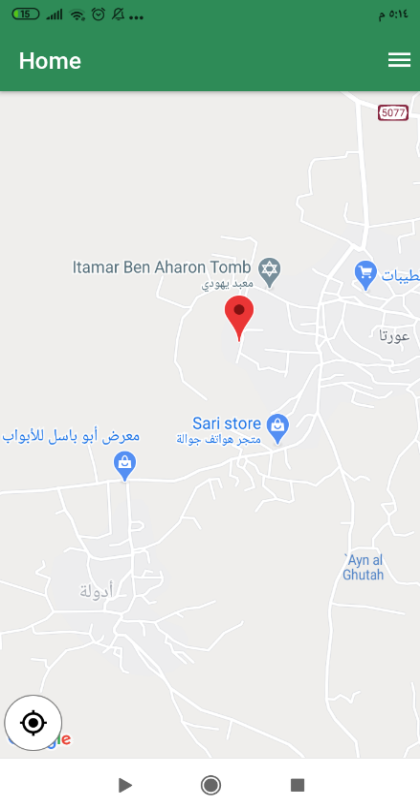 15
٥:١٤ م
Home
5077
Itamar Ben Aharon Tomb
معبد يهودي
عورتا
Sari store
متجر هواتف جوالة
معرض أبو باسل للأبواب
`Ayn al
Ghutah
أدولة